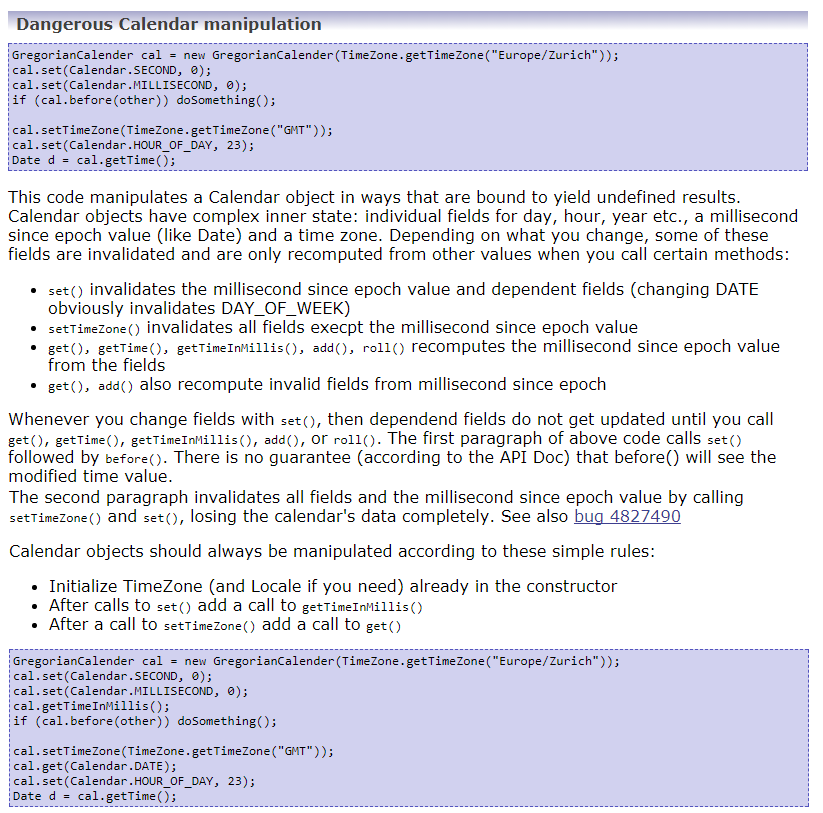 Dangerous Calendar manipulation
GregorianCalender cal = new GregorianCalender(TimeZone.getTimeZone("Europe/Zurich"));
cal.set(Calendar.SECOND, 0);
cal.set(Calendar.MILLISECOND, 0);
if (cal.before(other)) doSomething();
cal.setTimeZone(TimeZone.getTimeZone("GMT"));
cal.set(Calendar.HOUR_OF_DAY, 23);
Date d = cal.getTime();
This code manipulates a Calendar object in ways that are bound to yield undefined results.
Calendar objects have complex inner state: individual fields for day, hour, year etc., a millisecond
since epoch value (like Date) and a time zone. Depending on what you change, some of these
fields are invalidated and are only recomputed from other values when you call certain methods:
• set() invalidates the millisecond since epoch value and dependent fields (changing DATE
obviously invalidates DAY_OF_WEEK)
• setTimeZone() invalidates all fields execpt the millisecond since epoch value
• get(), getTime(), getTimeInMillis(), add(), roll() recomputes the millisecond since epoch value
from the fields
• get(), add() also recompute invalid fields from millisecond since epoch
Whenever you change fields with set(), then dependend fields do not get updated until you call
get(), getTime(), getTimeInMillis(), add(), or roll(). The first paragraph of above code calls set()
followed by before(). There is no guarantee (according to the API Doc) that before() will see the
modified time value.
The second paragraph invalidates all fields and the millisecond since epoch value by calling
setTimeZone() and set(), losing the calendar's data completely. See also bug 4827490
Calendar objects should always be manipulated according to these simple rules:
• Initialize TimeZone (and Locale if you need) already in the constructor
• After calls to set() add a call to getTimeInMillis()
• After a call to setTimeZone() add a call to get()
GregorianCalender cal = new GregorianCalender(TimeZone.getTimeZone("Europe/Zurich"));
cal.set(Calendar.SECOND, 0);
cal.set(Calendar.MILLISECOND, 0);
cal.getTimeInMillis();
if (cal.before(other)) doSomething();
cal.setTimeZone(TimeZone.getTimeZone("GMT"));
cal.get(Calendar.DATE);
cal.set(Calendar.HOUR_OF_DAY, 23);
Date d = cal.getTime();